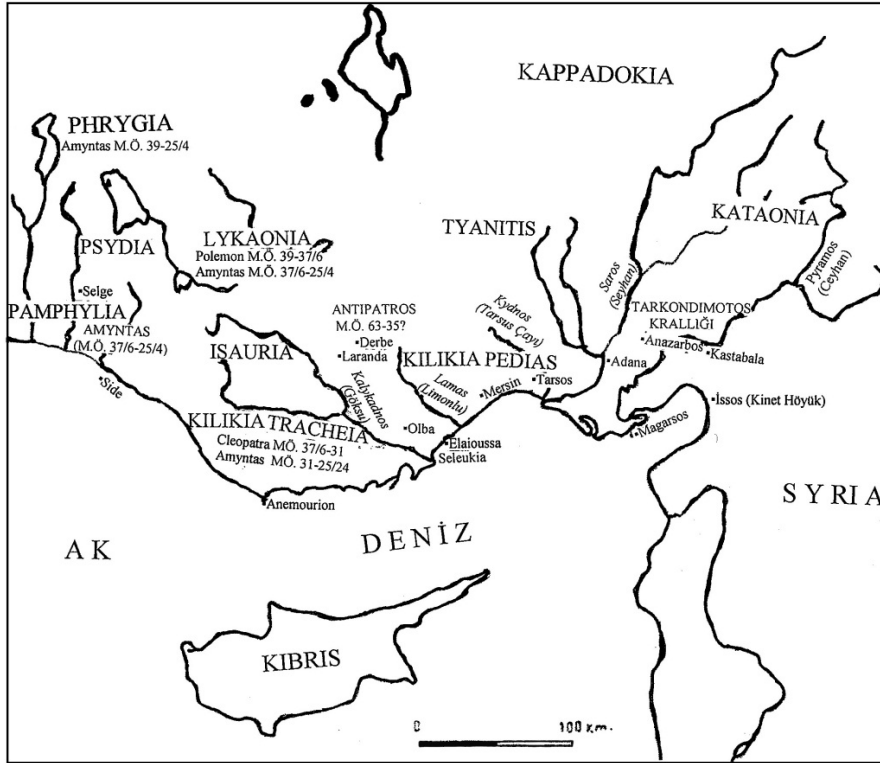 KAPPADOKIA
PHRYGIA
Amyntas M.Ö. 39-25/4
TYANITIS
KATAONIA
PSYDIA
LYKAONIA
Polemon M.Ö. 39-37/6
Amyntas M.Ö. 37/6-25/4
Saros
(Seyhan)
Pyramos
(Ceyhan)
Selge
PAMPHYLIA
AMYNTAS
(M.Ö. 37/6-25/4)
ANTIPATROS
M.Ö. 63-35?
Derbe
Laranda
Kydnos
(Tarsus Çayı)
TARKONDIMOTOS
KRALLIĞI
Anazarbos
Kastabala
ISAURIA
KILIKIA PEDIAS
Adana
Side
Kalykadnos
(Göksu)
Lamas
(Limonlu)
Mersin
Tarsos
İssos (Kinet Höyük)
KILIKIA TRACHEIA
Cleopatra MÖ. 37/6-31
Amyntas MÖ. 31-25/24
Olba
Elaioussa
Seleukia
Magarsos
Anemourion
SYRIA
AK DENİZ
KIBRIS
0 100 km.